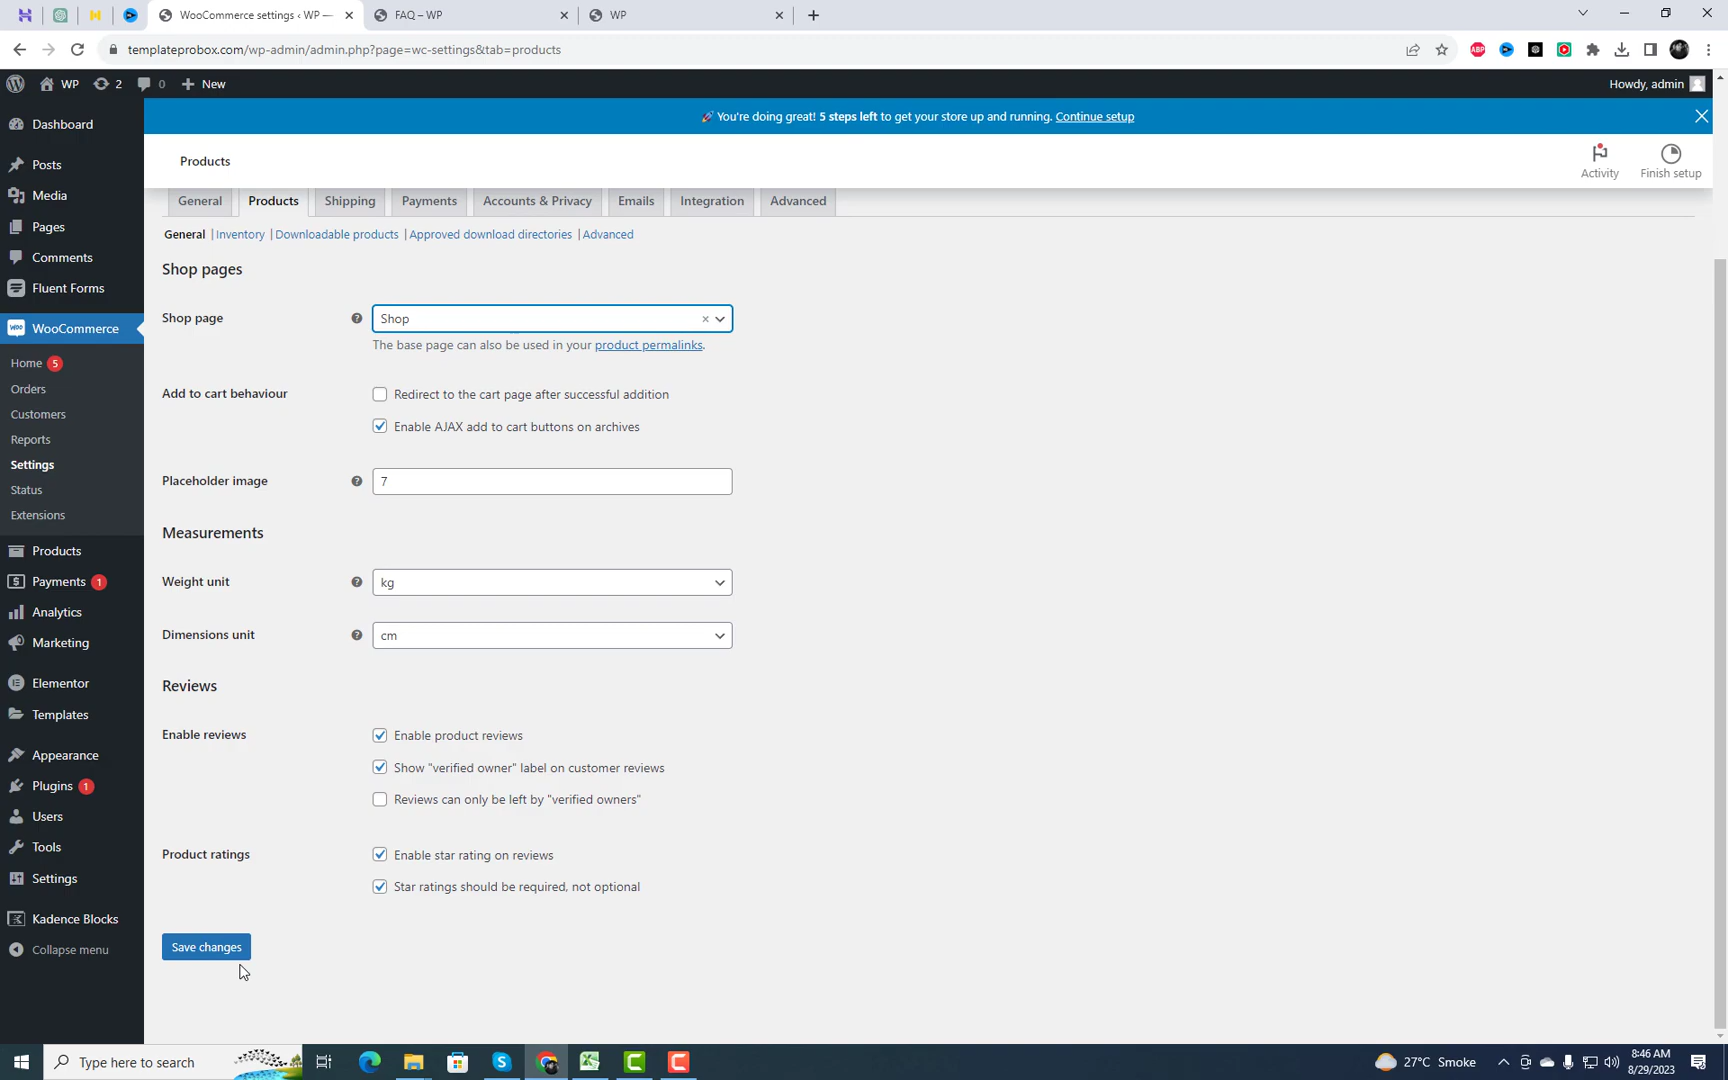 WooCommerce settings ‹ WP —
FAQ – WP
WP
templateprobox.com/wp-admin/admin.php?page=wc-settings&tab=products
ABP
WP
2
0
New
Howdy, admin
Dashboard
Posts
Media
Pages
Comments
Fluent Forms
WooCommerce
Home 5
Orders
Customers
Reports
Settings
Status
Extensions
Products
Payments 1
Analytics
Marketing
Elementor
Templates
Appearance
Plugins 1
Users
Tools
Settings
Kadence Blocks
Collapse menu
🚀 You're doing great! 5 steps left to get your store up and running. Continue setup
Products
Activity
Finish setup
General
Products
Shipping
Payments
Accounts & Privacy
Emails
Integration
Advanced
General | Inventory | Downloadable products | Approved download directories | Advanced
Shop pages
Shop page
Shop
The base page can also be used in your product permalinks.
Add to cart behaviour
Redirect to the cart page after successful addition
Enable AJAX add to cart buttons on archives
Placeholder image
7
Measurements
Weight unit
kg
Dimensions unit
cm
Reviews
Enable reviews
Enable product reviews
Show "verified owner" label on customer reviews
Reviews can only be left by "verified owners"
Product ratings
Enable star rating on reviews
Star ratings should be required, not optional
Save changes
Type here to search
27°C Smoke
8:46 AM
8/29/2023